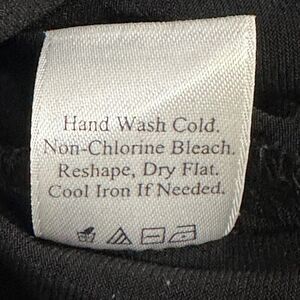 Hand Wash Cold.
Non-Chlorine Bleach.
Reshape, Dry Flat.
Cool Iron If Needed.